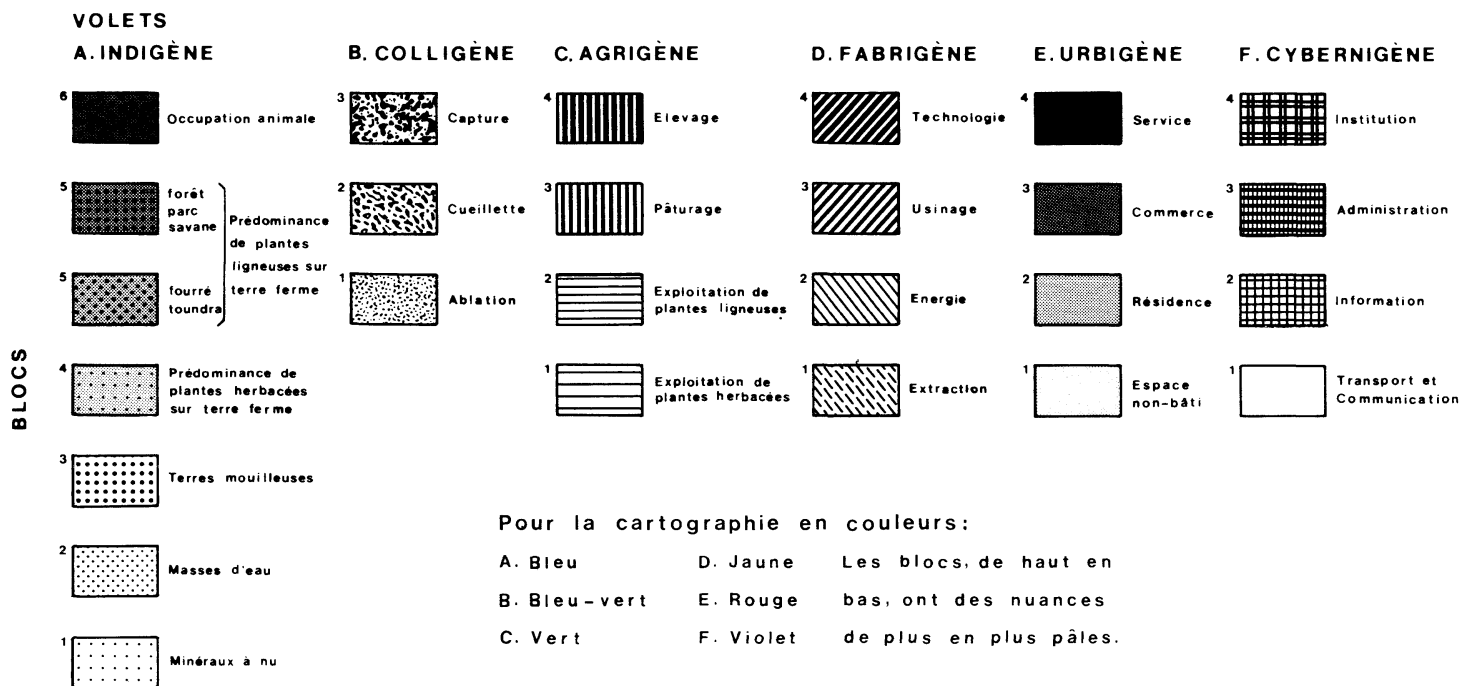 VOLETS
A. INDIGÈNE
6 Occupation animale
5 forêt
parc
savane
5 fourré
toundra
Prédominance
de plantes
ligneuses sur
terre ferme
4 Prédominance de
plantes herbacées
sur terre ferme
3 Terres mouilleuses
2 Masses d'eau
1 Minéraux à nu
B. COLLIGÈNE
3 Capture
2 Cueillette
1 Ablation
C. AGRIGÈNE
4 Elevage
3 Pâturage
2 Exploitation de
plantes ligneuses
1 Exploitation de
plantes herbacées
D. FABRIGÈNE
4 Technologie
3 Usinage
2 Energie
1 Extraction
E. URBIGÈNE
4 Service
3 Commerce
2 Résidence
1 Espace
non-bâti
F. CYBERNIGÈNE
4 Institution
3 Administration
2 Information
1 Transport et
Communication
BLOCS
Pour la cartographie en couleurs:
A. Bleu
B. Bleu-vert
C. Vert
D. Jaune
E. Rouge
F. Violet
Les blocs, de haut en
bas, ont des nuances
de plus en plus pâles.